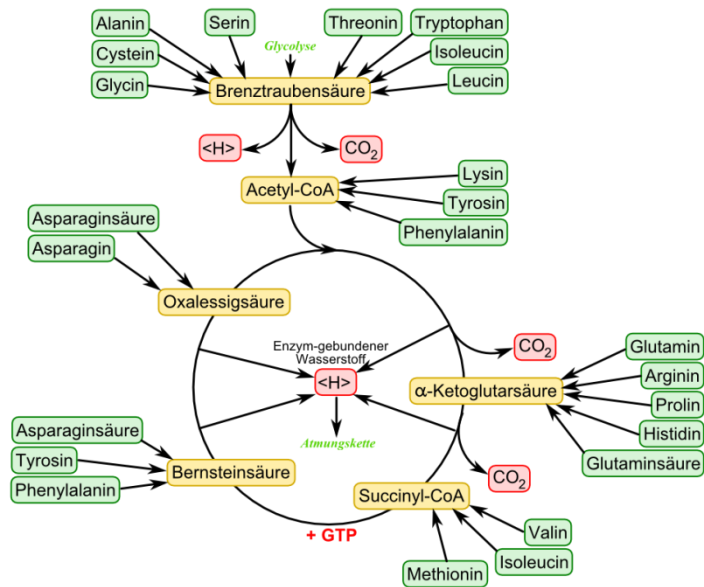 Alanin
Serin
Threonin
Tryptophan
Cystein
Glycolyse
Isoleucin
Glycin
Brenztraubensäure
Leucin
<H>
CO2
Acetyl-CoA
Lysin
Tyrosin
Phenylalanin
Asparaginsäure
Asparagin
Oxalessigsäure
Enzym-gebundener
Wasserstoff
<H>
Atmungskette
CO2
α-Ketoglutarsäure
Glutamin
Arginin
Prolin
Histidin
Glutaminsäure
Asparaginsäure
Tyrosin
Phenylalanin
Bernsteinsäure
CO2
Succinyl-CoA
+ GTP
Valin
Isoleucin
Methionin